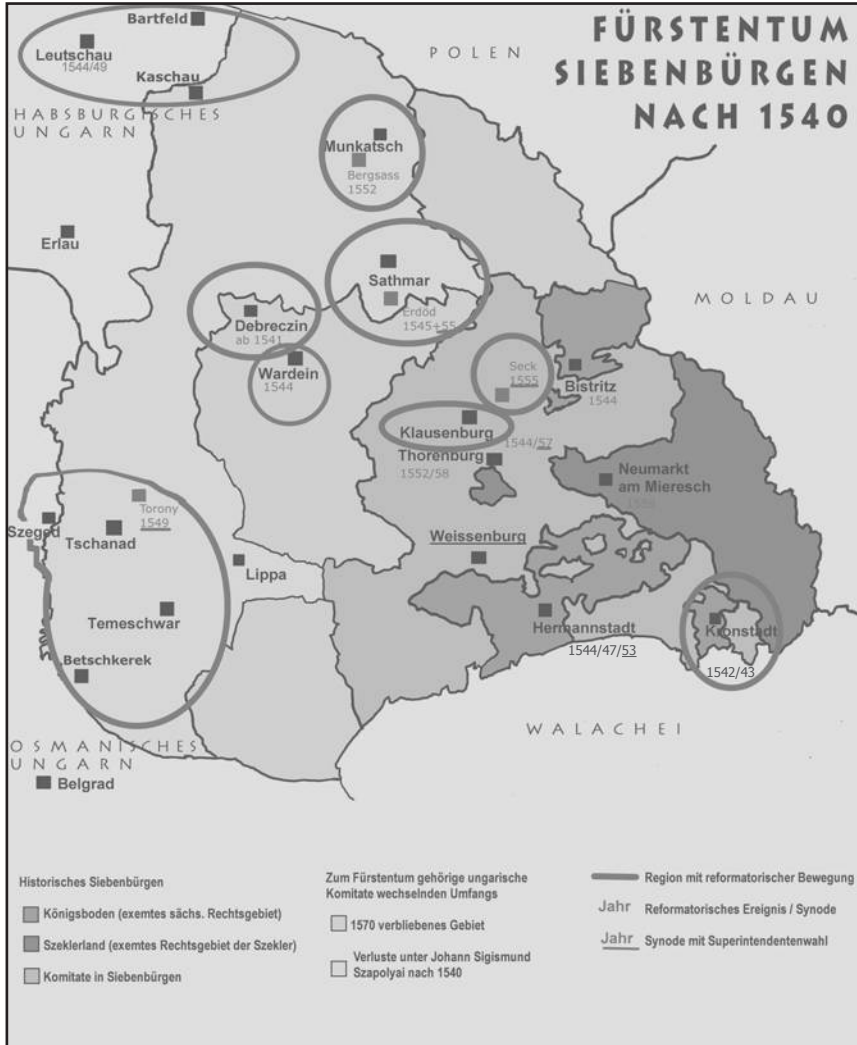 FÜRSTENTUM
SIEBENBÜRGEN
NACH 1540
Bartfeld
Leutschau
1544/49
Kaschau
POLEN
HABSBURGISCHES
UNGARN
Munkatsch
Bergsass
1552
Erlau
Sathmar
Erdöd
1545+55
MOLDAU
Debreczin
ab 1541
Wardein
1544
Seck
1555
Bistritz
1544
Klausenburg
1544/57
Thorenburg
1552/58
Neumarkt
am Mieresch
Torony
1549
Szeged
Tschanad
Weissenburg
Lippa
Temeschwar
Hermannstadt
1544/47/53
Kronstadt
1542/43
Betschkerek
WALACHEI
OSMANISCHES
UNGARN
Belgrad
Historisches Siebenbürgen
Königsboden (exemtes sächs. Rechtsgebiet)
Szeklerland (exemtes Rechtsgebiet der Szekler)
Komitate in Siebenbürgen
Zum Fürstentum gehörige ungarische
Komitate wechselnden Umfangs
1570 verbliebenes Gebiet
Verluste unter Johann Sigismund
Szapolyai nach 1540
Region mit reformatorischer Bewegung
Jahr Reformatorisches Ereignis / Synode
Jahr Synode mit Superintendentenwahl